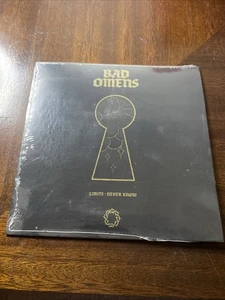 BAD
OMENS
LIMITS · NEVER KNOW